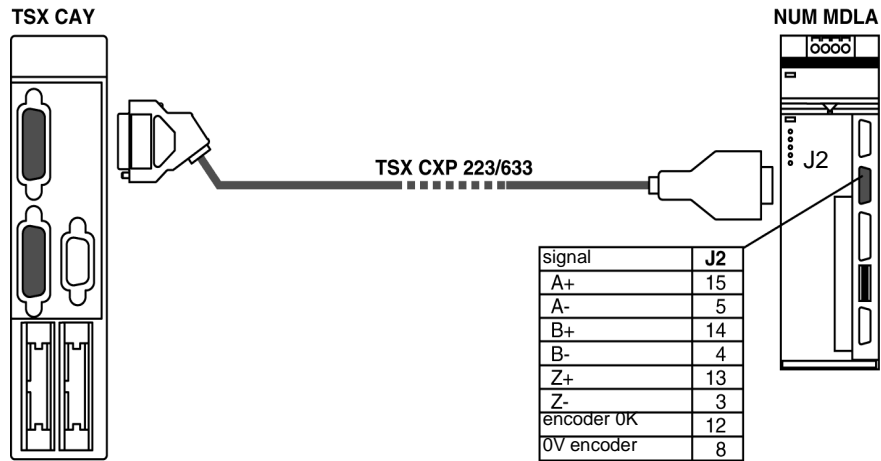 TSX CAY
NUM MDLA
J2
TSX CXP 223/633
signal J2
A+ 15
A- 5
B+ 14
B- 4
Z+ 13
Z- 3
encoder 0K 12
0V encoder 8